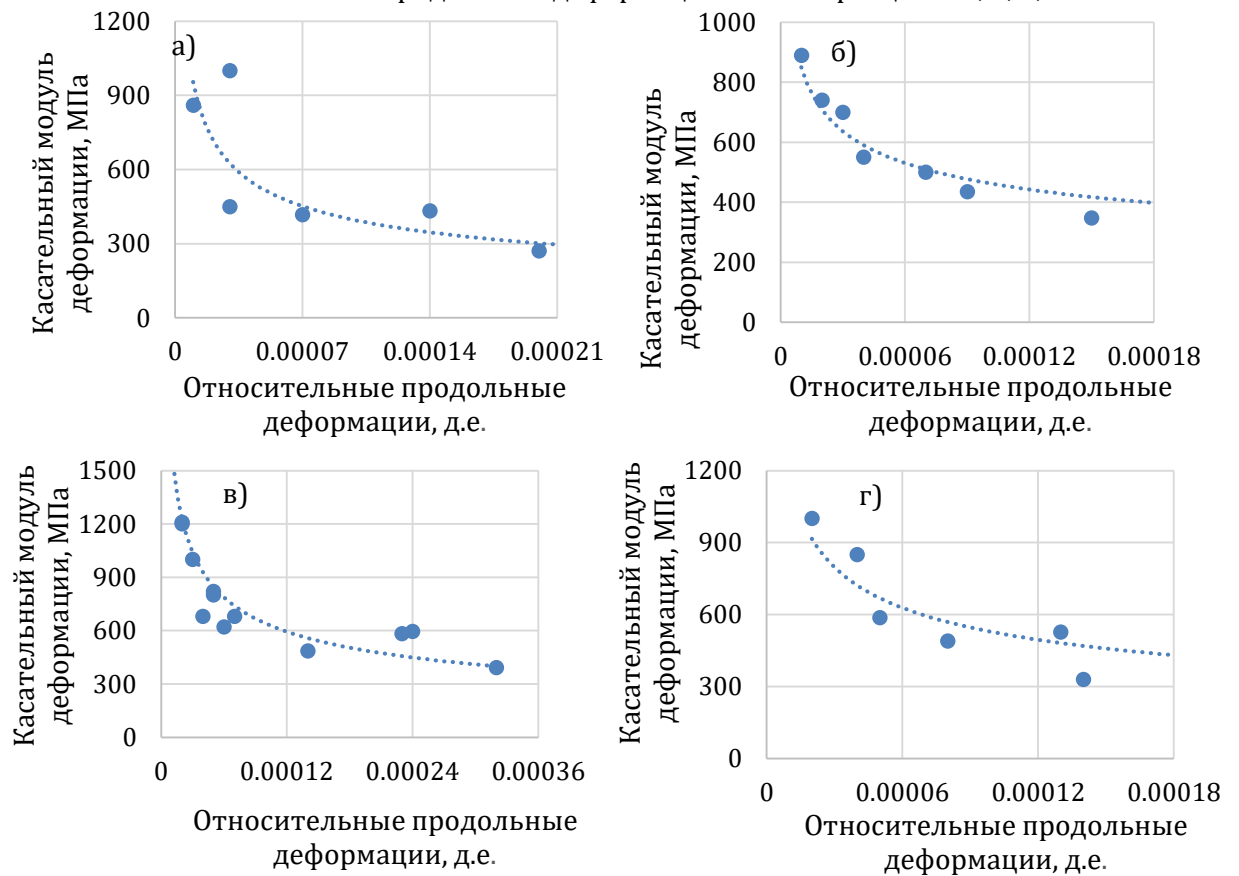 1200
а)
900
600
300
0
0
0.00007
0.00014
0.00021
Касательный модуль
деформации, МПа
Относительные продольные
деформации, д.е.
1000
б)
800
600
400
200
0
0
0.00006
0.00012
0.00018
Касательный модуль
деформации, МПа
Относительные продольные
деформации, д.е.
1500
в)
1200
900
600
300
0
0
0.00012
0.00024
0.00036
Касательный модуль
деформации, МПа
Относительные продольные
деформации, д.е.
1200
г)
900
600
300
0
0
0.00006
0.00012
0.00018
Касательный модуль
деформации, МПа
Относительные продольные
деформации, д.е.